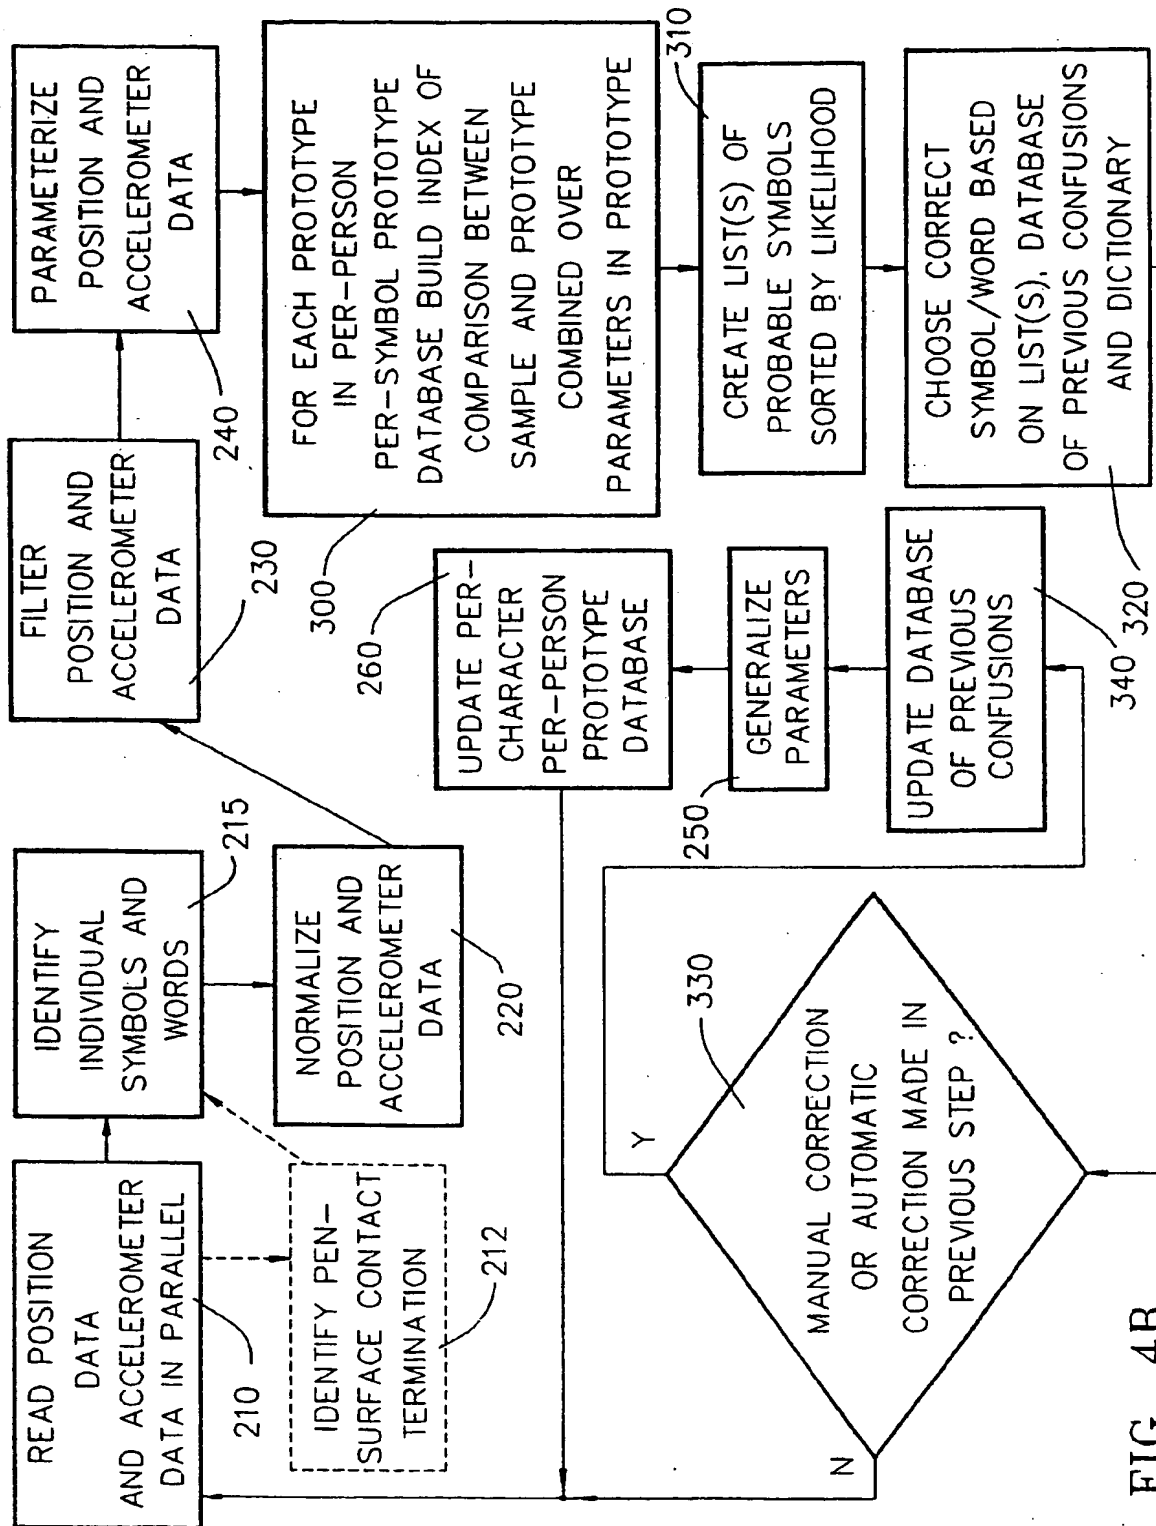 READ POSITION
DATA
AND ACCELEROMETER
DATA IN PARALLEL
210
IDENTIFY PEN-
SURFACE CONTACT
TERMINATION
212
IDENTIFY
INDIVIDUAL
SYMBOLS AND
WORDS
215
NORMALIZE
POSITION AND
ACCELEROMETER
DATA
220
FILTER
POSITION AND
ACCELEROMETER
DATA
230
PARAMETERIZE
POSITION AND
ACCELEROMETER
DATA
240
FOR EACH PROTOTYPE
IN PER-PERSON
PER-SYMBOL PROTOTYPE
DATABASE BUILD INDEX OF
COMPARISON BETWEEN
SAMPLE AND PROTOTYPE
COMBINED OVER
PARAMETERS IN PROTOTYPE
300
CREATE LIST(S) OF
PROBABLE SYMBOLS
SORTED BY LIKELIHOOD
310
CHOOSE CORRECT
SYMBOL/WORD BASED
ON LIST(S), DATABASE
OF PREVIOUS CONFUSIONS
AND DICTIONARY
320
MANUAL CORRECTION
OR AUTOMATIC
CORRECTION MADE IN
PREVIOUS STEP ?
330
Y
N
UPDATE DATABASE
OF PREVIOUS
CONFUSIONS
340
GENERALIZE
PARAMETERS
250
UPDATE PER-
CHARACTER
PER-PERSON
PROTOTYPE
DATABASE
260
FIG. 4B